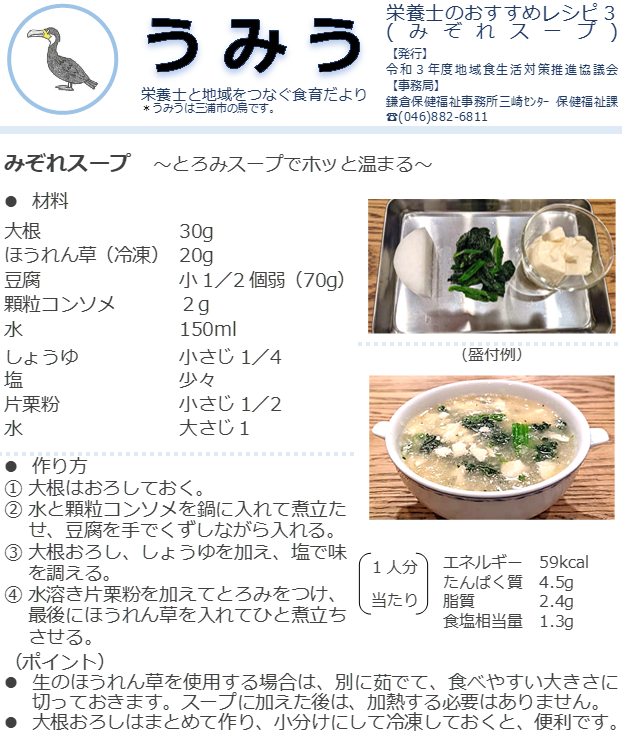 うみう
栄養士と地域をつなぐ食育だより
＊うみうは三浦市の鳥です。
栄養士のおすすめレシピ３
(みぞれスープ)
【発行】
令和３年度地域食生活対策推進協議会
【事務局】
鎌倉保健福祉事務所三崎ｾﾝﾀｰ 保健福祉課
☎(046)882-6811
みぞれスープ　～とろみスープでホッと温まる～
● 材料
大根 30g
ほうれん草（冷凍） 20g
豆腐 小１／２個弱（70g）
顆粒コンソメ ２g
水 150ml
しょうゆ 小さじ１／４
塩 少々
片栗粉 小さじ１／２
水 大さじ１
（盛付例）
● 作り方
① 大根はおろしておく。
② 水と顆粒コンソメを鍋に入れて煮立た
せ、豆腐を手でくずしながら入れる。
③ 大根おろし、しょうゆを加え、塩で味
を調える。
④ 水溶き片栗粉を加えてとろみをつけ、
最後にほうれん草を入れてひと煮立ち
させる。
１人分
当たり
エネルギー 59kcal
たんぱく質 4.5g
脂質 2.4g
食塩相当量 1.3g
（ポイント）
● 生のほうれん草を使用する場合は、別に茹でて、食べやすい大きさに
切っておきます。スープに加えた後は、加熱する必要はありません。
● 大根おろしはまとめて作り、小分けにして冷凍しておくと、便利です。